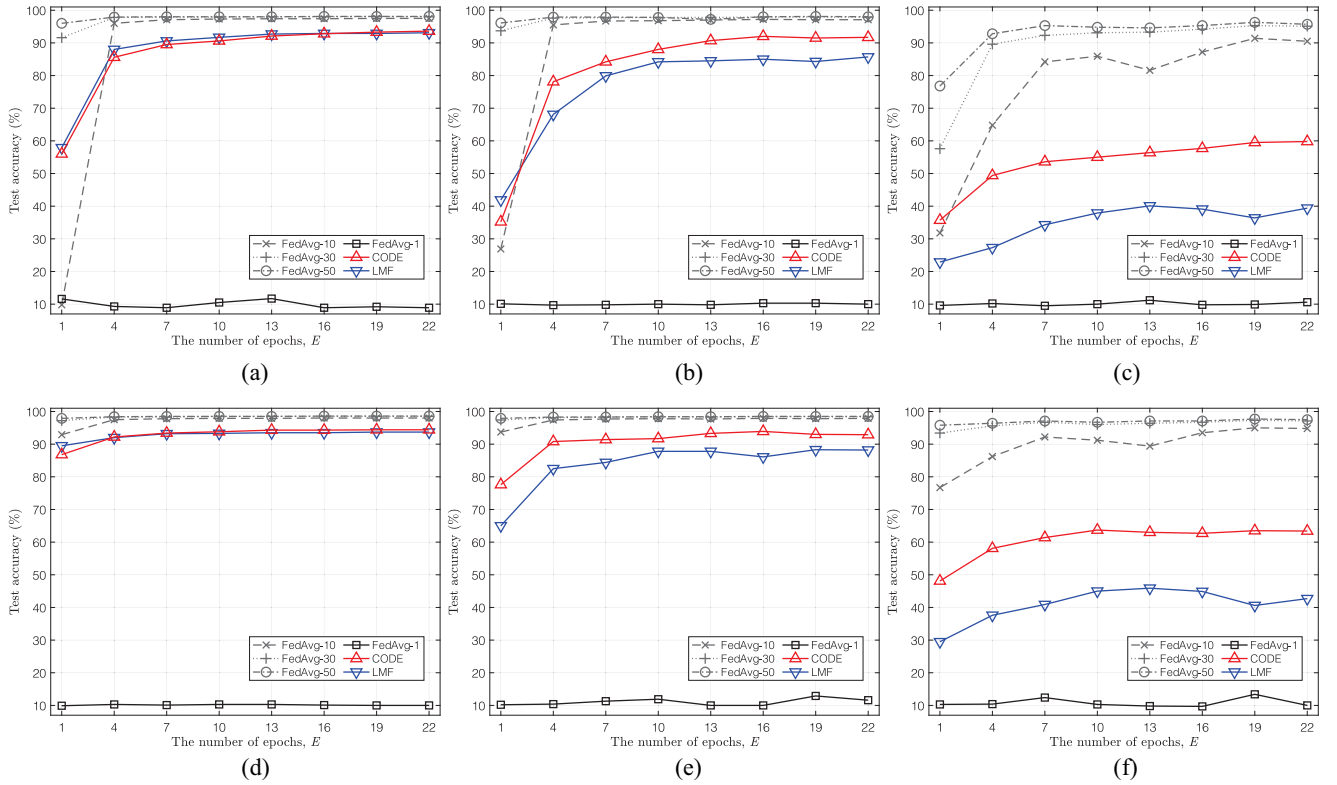 100
90
80
70
60
50
40
30
20
10
Test accuracy (%)
FedAvg-10
FedAvg-30
FedAvg-50
FedAvg-1
CODE
LMF
1 4 7 10 13 16 19 22
The number of epochs, E
(a)
100
90
80
70
60
50
40
30
20
10
Test accuracy (%)
FedAvg-10
FedAvg-30
FedAvg-50
FedAvg-1
CODE
LMF
1 4 7 10 13 16 19 22
The number of epochs, E
(b)
100
90
80
70
60
50
40
30
20
10
Test accuracy (%)
FedAvg-10
FedAvg-30
FedAvg-50
FedAvg-1
CODE
LMF
1 4 7 10 13 16 19 22
The number of epochs, E
(c)
100
90
80
70
60
50
40
30
20
10
Test accuracy (%)
FedAvg-10
FedAvg-30
FedAvg-50
FedAvg-1
CODE
LMF
1 4 7 10 13 16 19 22
The number of epochs, E
(d)
100
90
80
70
60
50
40
30
20
10
Test accuracy (%)
FedAvg-10
FedAvg-30
FedAvg-50
FedAvg-1
CODE
LMF
1 4 7 10 13 16 19 22
The number of epochs, E
(e)
100
90
80
70
60
50
40
30
20
10
Test accuracy (%)
FedAvg-10
FedAvg-30
FedAvg-50
FedAvg-1
CODE
LMF
1 4 7 10 13 16 19 22
The number of epochs, E
(f)